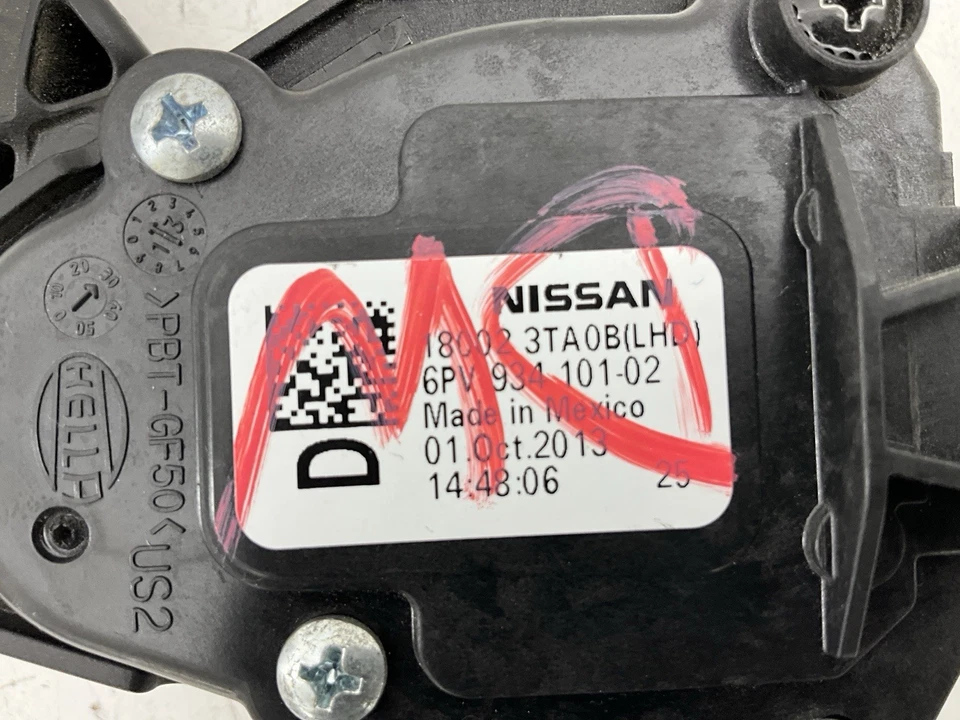 NISSAN
18002 3TA0B(LHD)
6PV 934 101-02
Made in Mexico
01.Oct.2013
14:48:06 25
D
HELLA
>PBT-GF50< US2